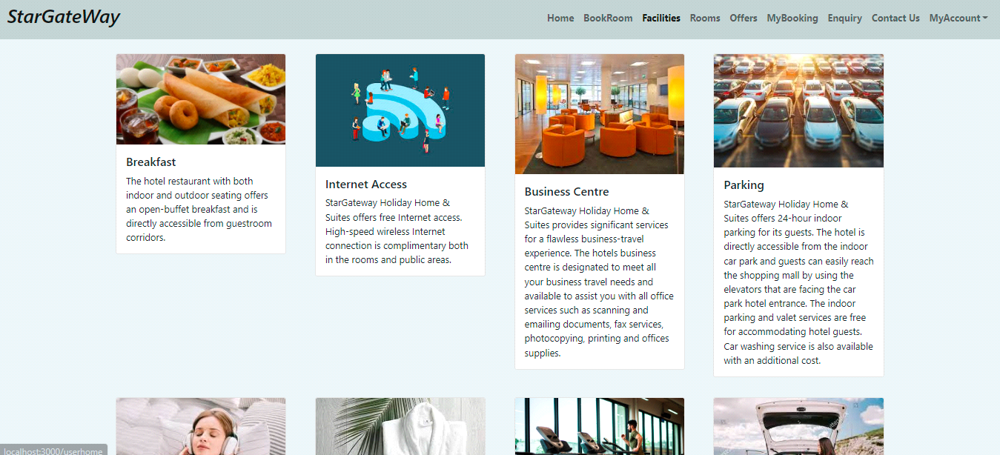 StarGateWay
Home BookRoom Facilities Rooms Offers MyBooking Enquiry Contact Us MyAccount
Breakfast
The hotel restaurant with both
indoor and outdoor seating offers
an open-buffet breakfast and is
directly accessible from guestroom
corridors.
Internet Access
StarGateway Holiday Home &
Suites offers free Internet access.
High-speed wireless Internet
connection is complimentary both
in the rooms and public areas.
Business Centre
StarGateway Holiday Home &
Suites provides significant services
for a flawless business-travel
experience. The hotels business
centre is designated to meet all
your business travel needs and
available to assist you with all office
services such as scanning and
emailing documents, fax services,
photocopying, printing and offices
supplies.
Parking
StarGateway Holiday Home &
Suites offers 24-hour indoor
parking for its guests. The hotel is
directly accessible from the indoor
car park and guests can easily reach
the shopping mall by using the
elevators that are facing the car
park hotel entrance. The indoor
parking and valet services are free
for accommodating hotel guests.
Car washing service is also available
with an additional cost.
localhost:3000/userhome